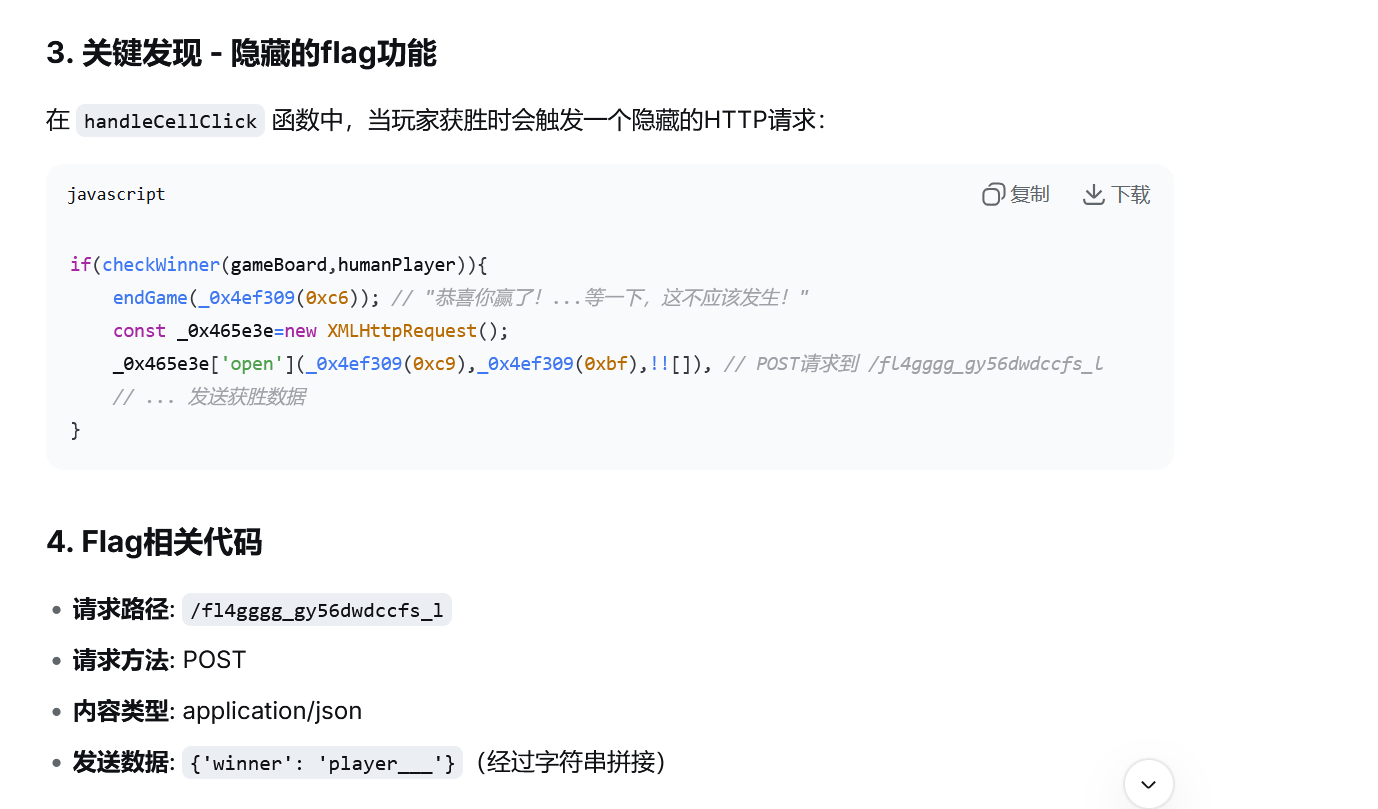 3. 关键发现 - 隐藏的flag功能
在 handleCellClick 函数中，当玩家获胜时会触发一个隐藏的HTTP请求：
javascript 复制 下载
if(checkWinner(gameBoard,humanPlayer)){
    endGame(_0x4ef309(0xc6)); // "恭喜你赢了！...等一下，这不应该发生！"
    const _0x465e3e=new XMLHttpRequest();
    _0x465e3e['open'](_0x4ef309(0xc9),_0x4ef309(0xbf),!![]), // POST请求到 /fl4gggg_gy56dwdccfs_l
    // ... 发送获胜数据
}
4. Flag相关代码
• 请求路径: /fl4gggg_gy56dwdccfs_l
• 请求方法: POST
• 内容类型: application/json
• 发送数据: {'winner': 'player___'}（经过字符串拼接）